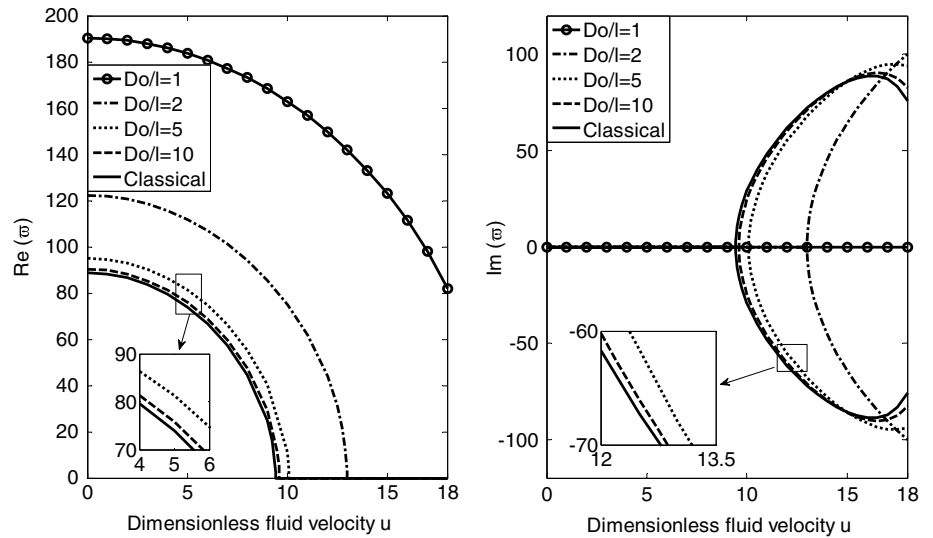 200
180
160
140
120
100
80
60
40
20
0
Re (ϖ)
Do/l=1
Do/l=2
Do/l=5
Do/l=10
Classical
90
80
70
4 5 6
0 5 10 15 18
Dimensionless fluid velocity u
100
50
0
-50
-100
Im (ϖ)
Do/l=1
Do/l=2
Do/l=5
Do/l=10
Classical
-60
-70
12 13.5
0 5 10 15 18
Dimensionless fluid velocity u